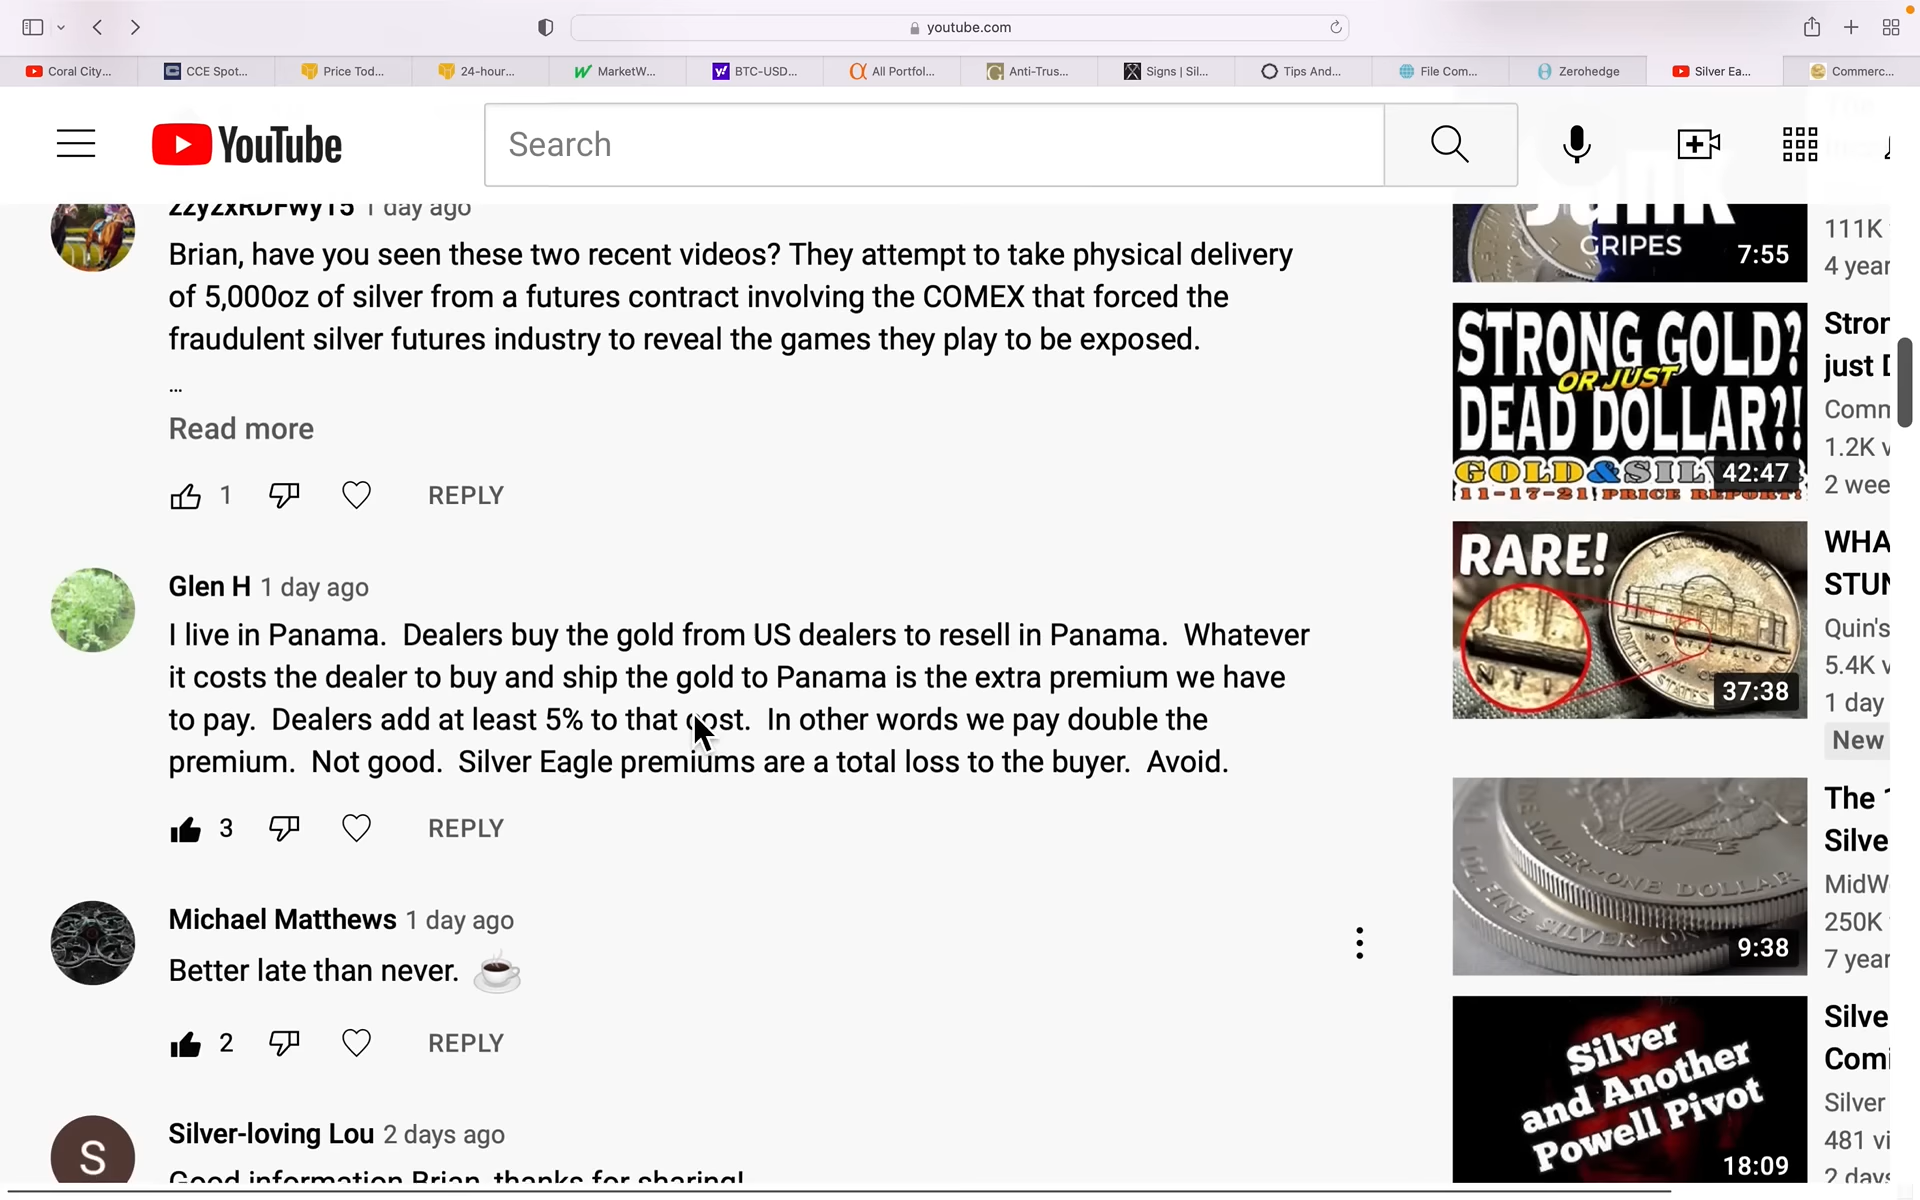 youtube.com
Coral City...
CCE Spot...
Price Tod...
24-hour...
MarketW...
BTC-USD...
All Portfol...
Anti-Trus...
Signs | Sil...
Tips And...
File Com...
Zerohedge
Silver Ea...
Commerc...
YouTube
Search
zzyzxRDFwy15 1 day ago
Brian, have you seen these two recent videos? They attempt to take physical delivery
of 5,000oz of silver from a futures contract involving the COMEX that forced the
fraudulent silver futures industry to reveal the games they play to be exposed.
...
Read more
1 REPLY
Glen H 1 day ago
I live in Panama. Dealers buy the gold from US dealers to resell in Panama. Whatever
it costs the dealer to buy and ship the gold to Panama is the extra premium we have
to pay. Dealers add at least 5% to that cost. In other words we pay double the
premium. Not good. Silver Eagle premiums are a total loss to the buyer. Avoid.
3 REPLY
Michael Matthews 1 day ago
Better late than never. ☕
2 REPLY
S
Silver-loving Lou 2 days ago
Good information Brian, thanks for sharing!
GRIPES
7:55
111K
4 year
STRONG GOLD?
OR JUST
DEAD DOLLAR?!
GOLD&SIL
42:47
11-17-21 PRICE REPORT!
Stror
just D
Comn
1.2K v
2 wee
RARE!
NTI
MONTICELLO
37:38
WHA
STUN
Quin's
5.4K v
1 day
New
1 OZ. FINE SILVER~ONE DOLLAR
9:38
The 1
Silve
MidW
250K
7 year
Silver
and Another
Powell Pivot
18:09
Silve
Comi
Silver
481 vi
2 days